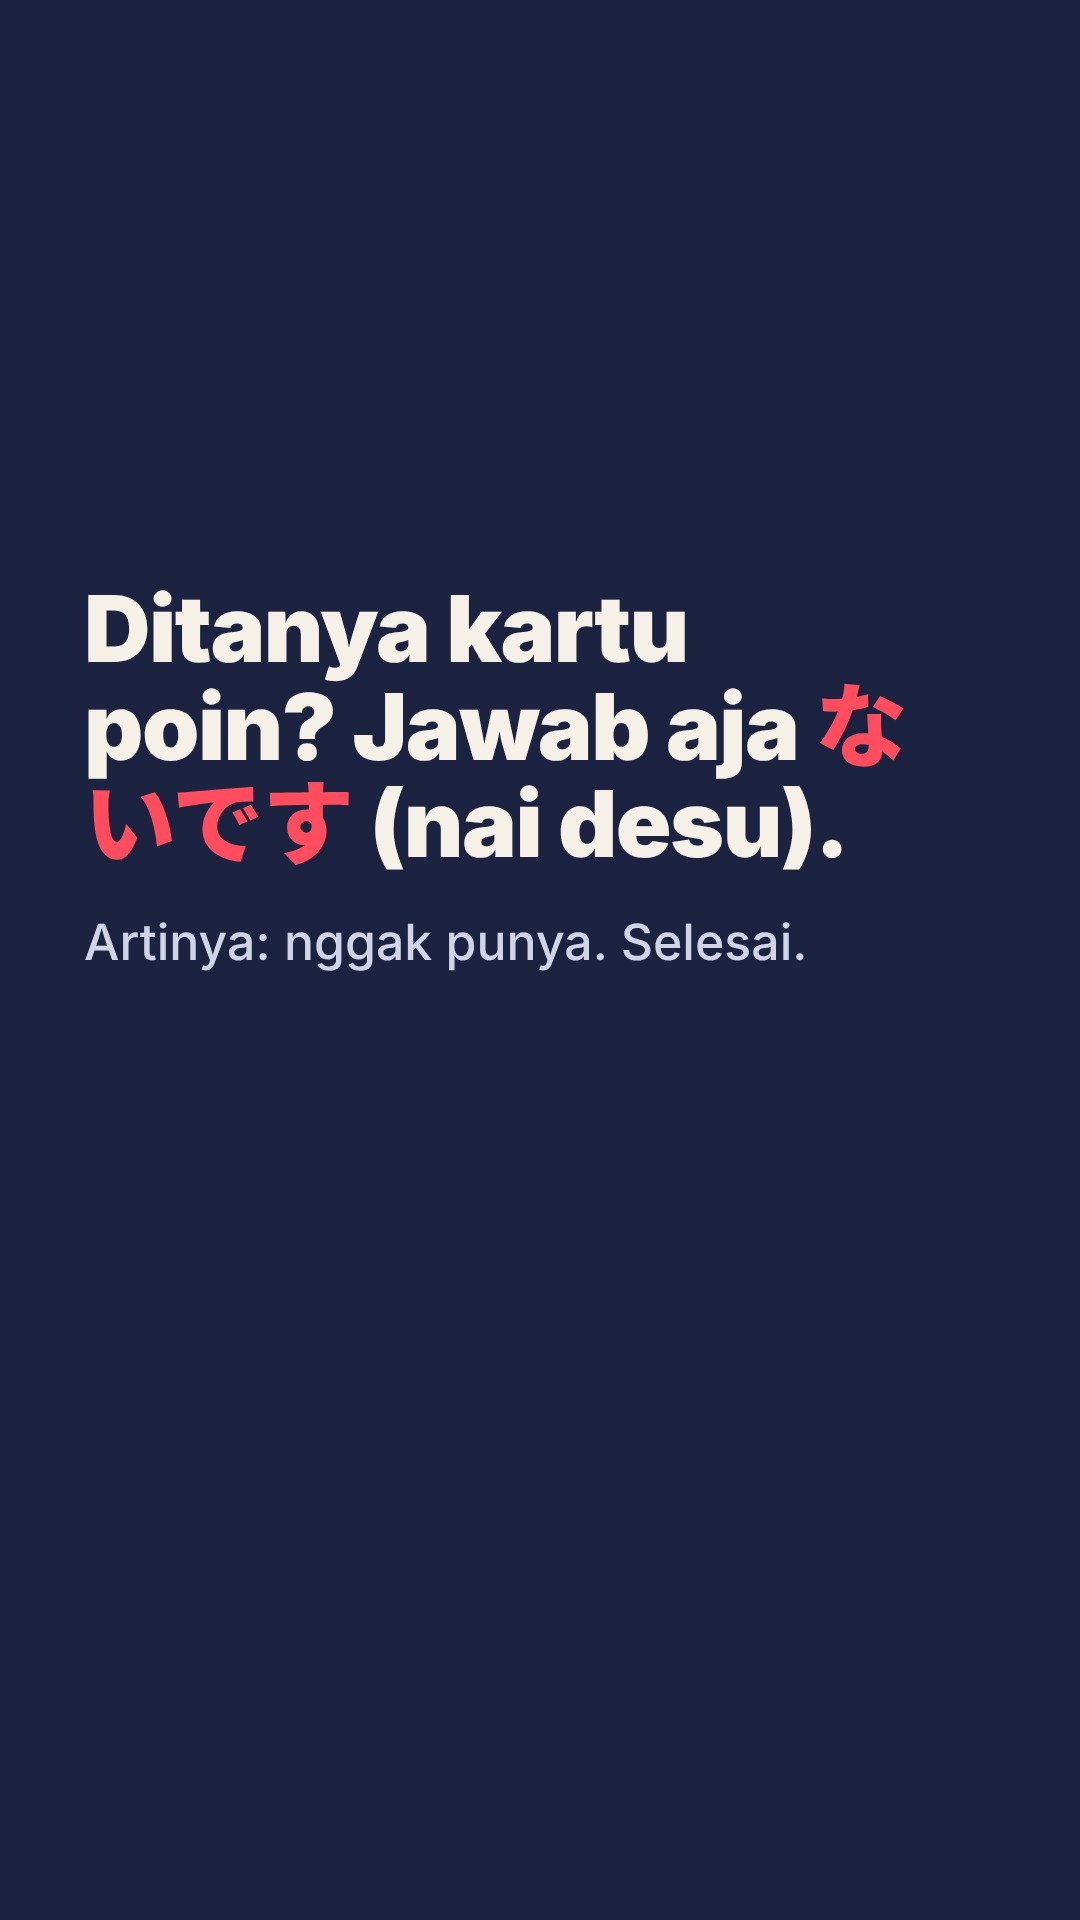 Ditanya kartu
poin? Jawab aja な
いです (nai desu).
Artinya: nggak punya. Selesai.